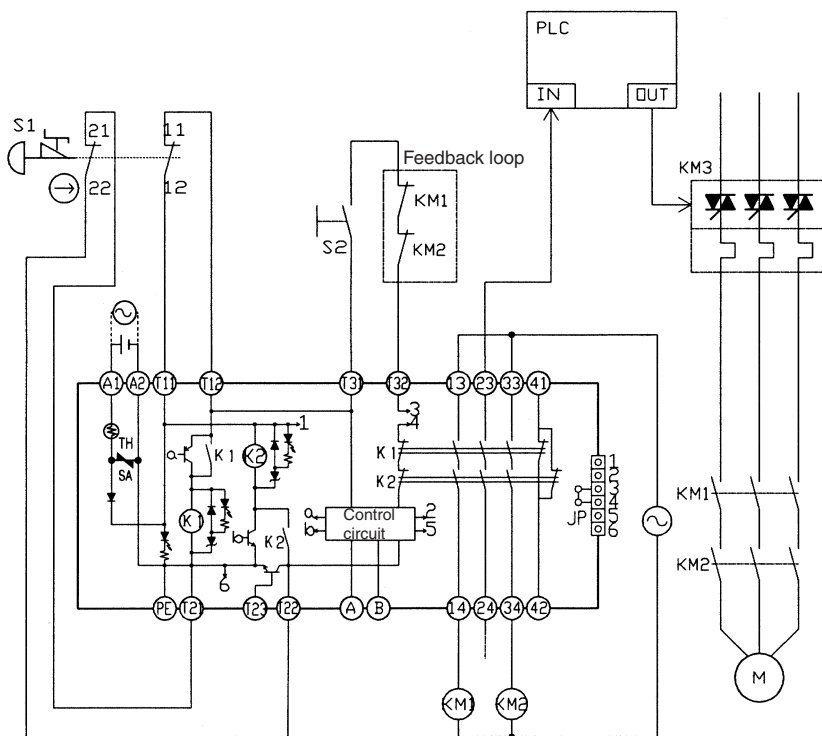 PLC
IN OUT
S1
21 11
22 12
Feedback loop
KM1
KM2
S2
KM3
A1 A2 T11 T12 T31 T32 13 23 33 41
1
3
4
TH
SA
a
K1
K2
K1
K2
K1
b
K2
a
b
Control
circuit
2
5
6
1
2
3
4
5
6
JP
KM1
KM2
PE T21 T23 T22 A B 14 24 34 42
KM1 KM2
M